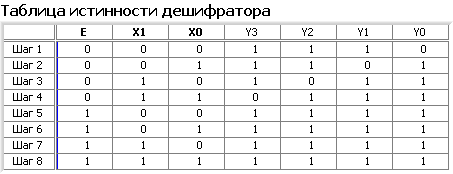 Таблица истинности дешифратора
E X1 X0 Y3 Y2 Y1 Y0
Шаг 1 0 0 0 1 1 1 0
Шаг 2 0 0 1 1 1 0 1
Шаг 3 0 1 0 1 0 1 1
Шаг 4 0 1 1 0 1 1 1
Шаг 5 1 0 0 1 1 1 1
Шаг 6 1 0 1 1 1 1 1
Шаг 7 1 1 0 1 1 1 1
Шаг 8 1 1 1 1 1 1 1